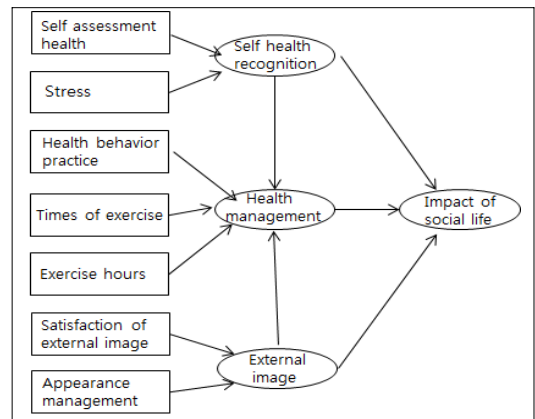 Self assessment
health
Self health
recognition
Stress
Health behavior
practice
Times of exercise
Health
management
Impact of
social life
Exercise hours
Satisfaction of
external image
External
image
Appearance
management